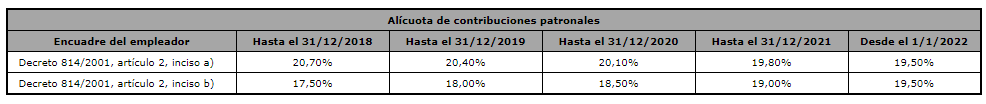 Alícuota de contribuciones patronales
Encuadre del empleador Hasta el 31/12/2018 Hasta el 31/12/2019 Hasta el 31/12/2020 Hasta el 31/12/2021 Desde el 1/1/2022
Decreto 814/2001, artículo 2, inciso a) 20,70% 20,40% 20,10% 19,80% 19,50%
Decreto 814/2001, artículo 2, inciso b) 17,50% 18,00% 18,50% 19,00% 19,50%